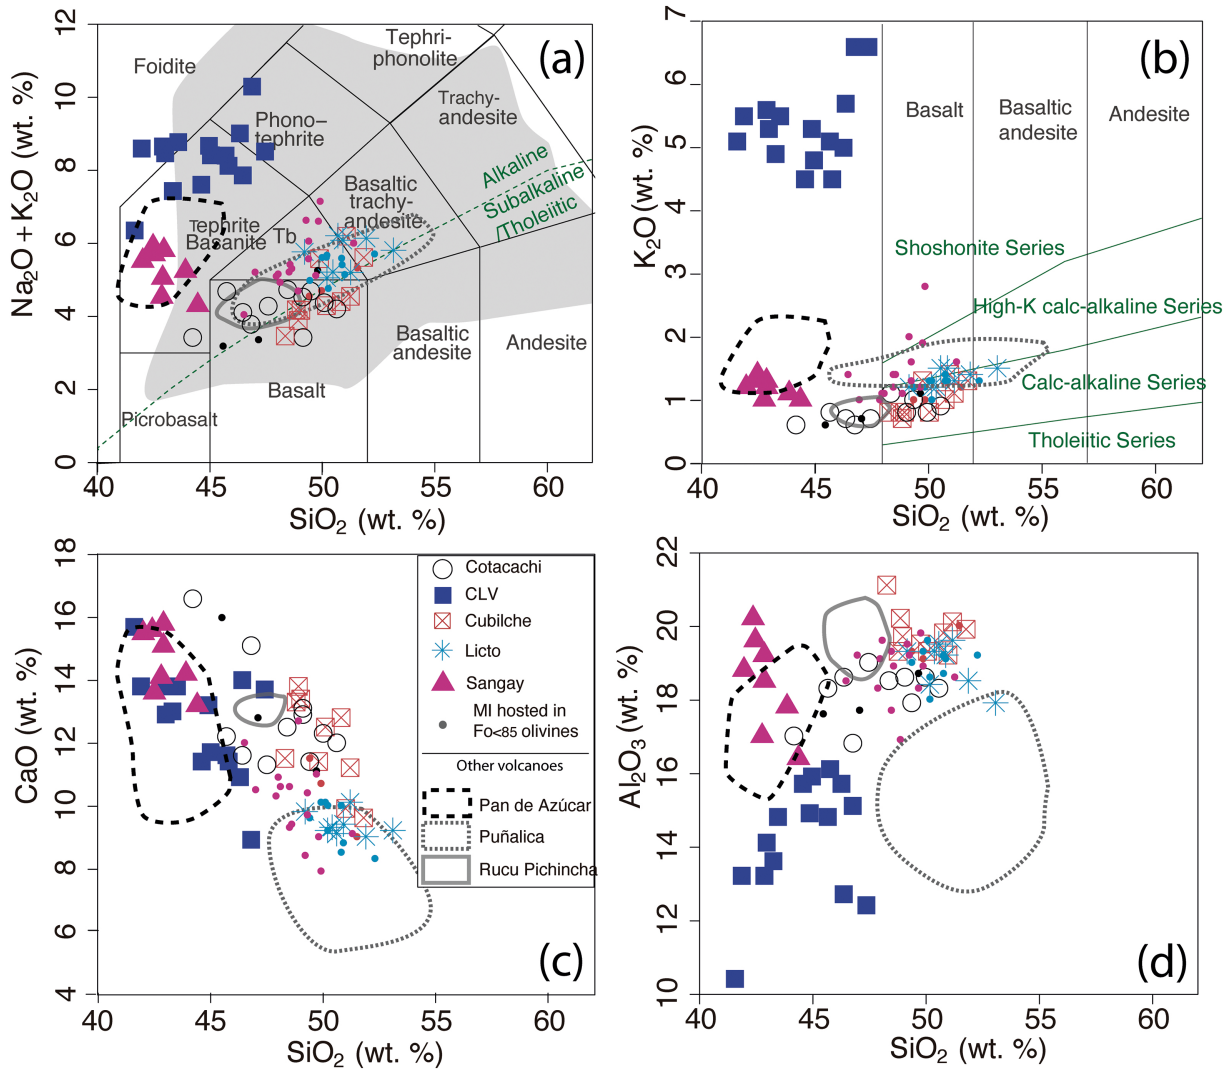 12
10
8
6
4
2
0
Na2O + K2O (wt. %)
40
45
50
55
60
SiO2 (wt. %)
(a)
Foidite
Tephri-
phonolite
Phono–
tephrite
Trachy-
andesite
Basaltic
trachy-
andesite
Tephrite
Basanite
Tb
Alkaline
Subalkaline
/Tholeiitic
Basaltic
andesite
Andesite
Basalt
Picrobasalt
7
6
5
4
3
2
1
0
K2O (wt. %)
40
45
50
55
60
SiO2 (wt. %)
(b)
Basalt
Basaltic
andesite
Andesite
Shoshonite Series
High-K calc-alkaline Series
Calc-alkaline Series
Tholeiitic Series
18
16
14
12
10
8
6
4
CaO (wt. %)
40
45
50
55
60
SiO2 (wt. %)
(c)
Cotacachi
CLV
Cubilche
Licto
Sangay
MI hosted in
Fo<85 olivines
Other volcanoes
Pan de Azúcar
Puñalica
Rucu Pichincha
22
20
18
16
14
12
10
Al2O3 (wt. %)
40
45
50
55
60
SiO2 (wt. %)
(d)